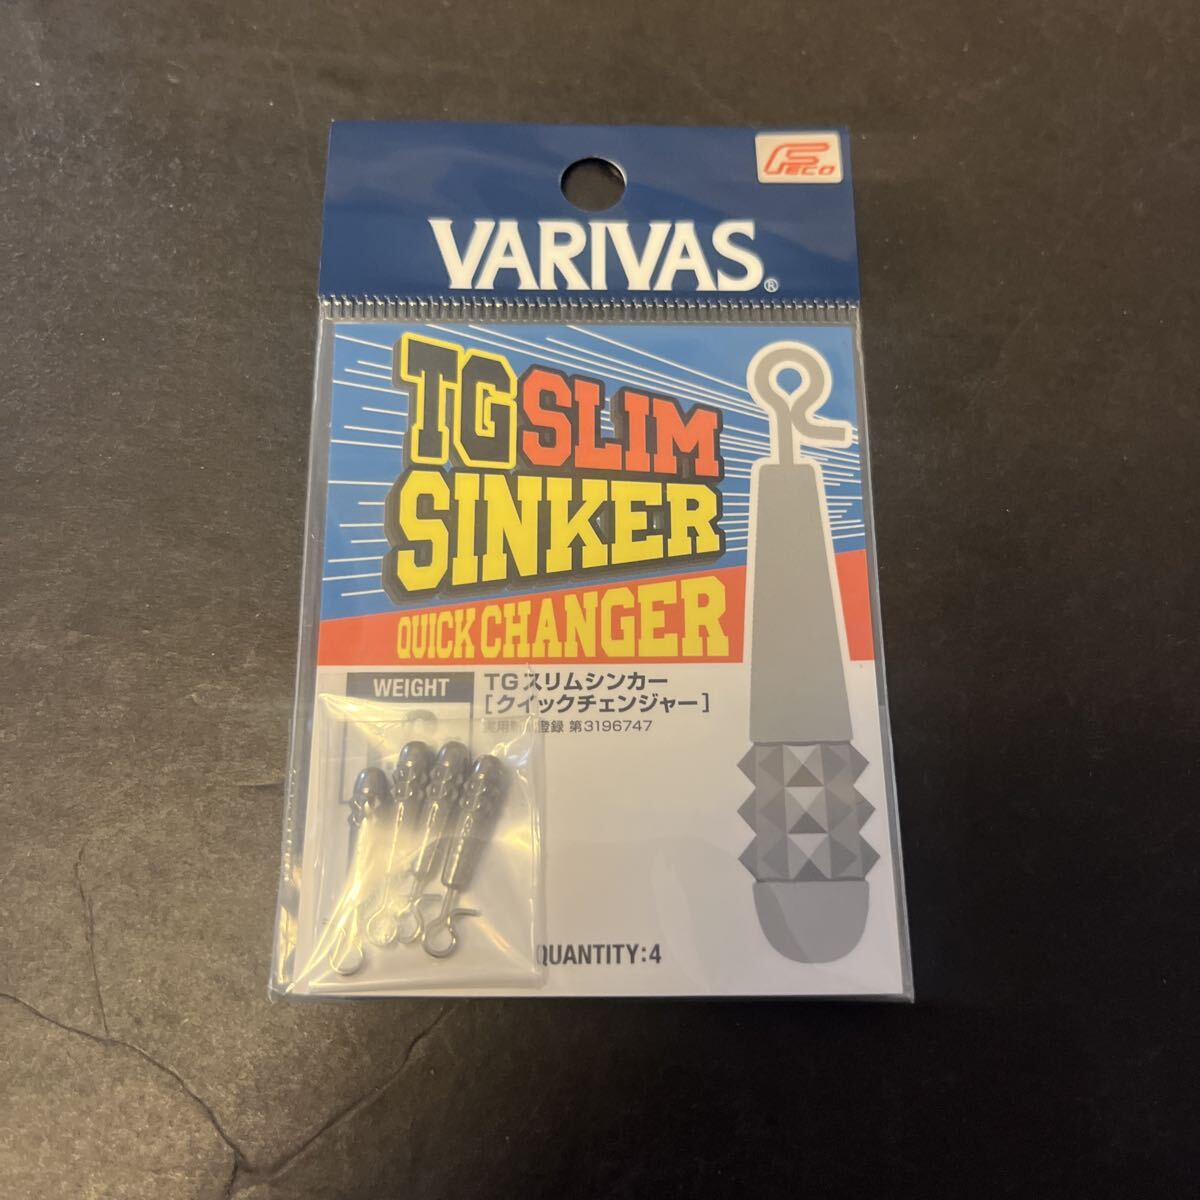 FECO
VARIVAS®
TG SLIM
SINKER
QUICK CHANGER
WEIGHT
TGスリムシンカー
[クイックチェンジャー]
登録 第3196747
QUANTITY:4